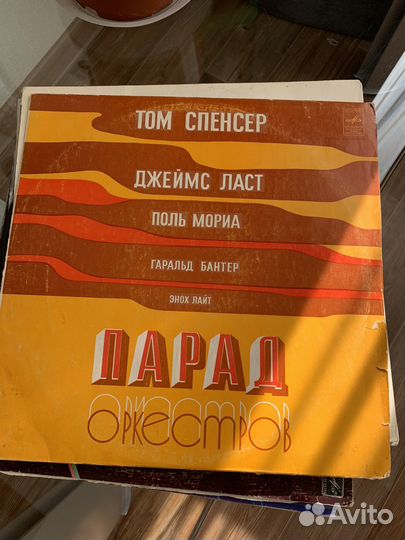 ТОМ СПЕНСЕР
ДЖЕЙМС ЛАСТ
ПОЛЬ МОРИА
ГАРАЛЬД БАНТЕР
ЭНОХ ЛАЙТ
ПАРАД
ОРКЕСТРОВ
Avito